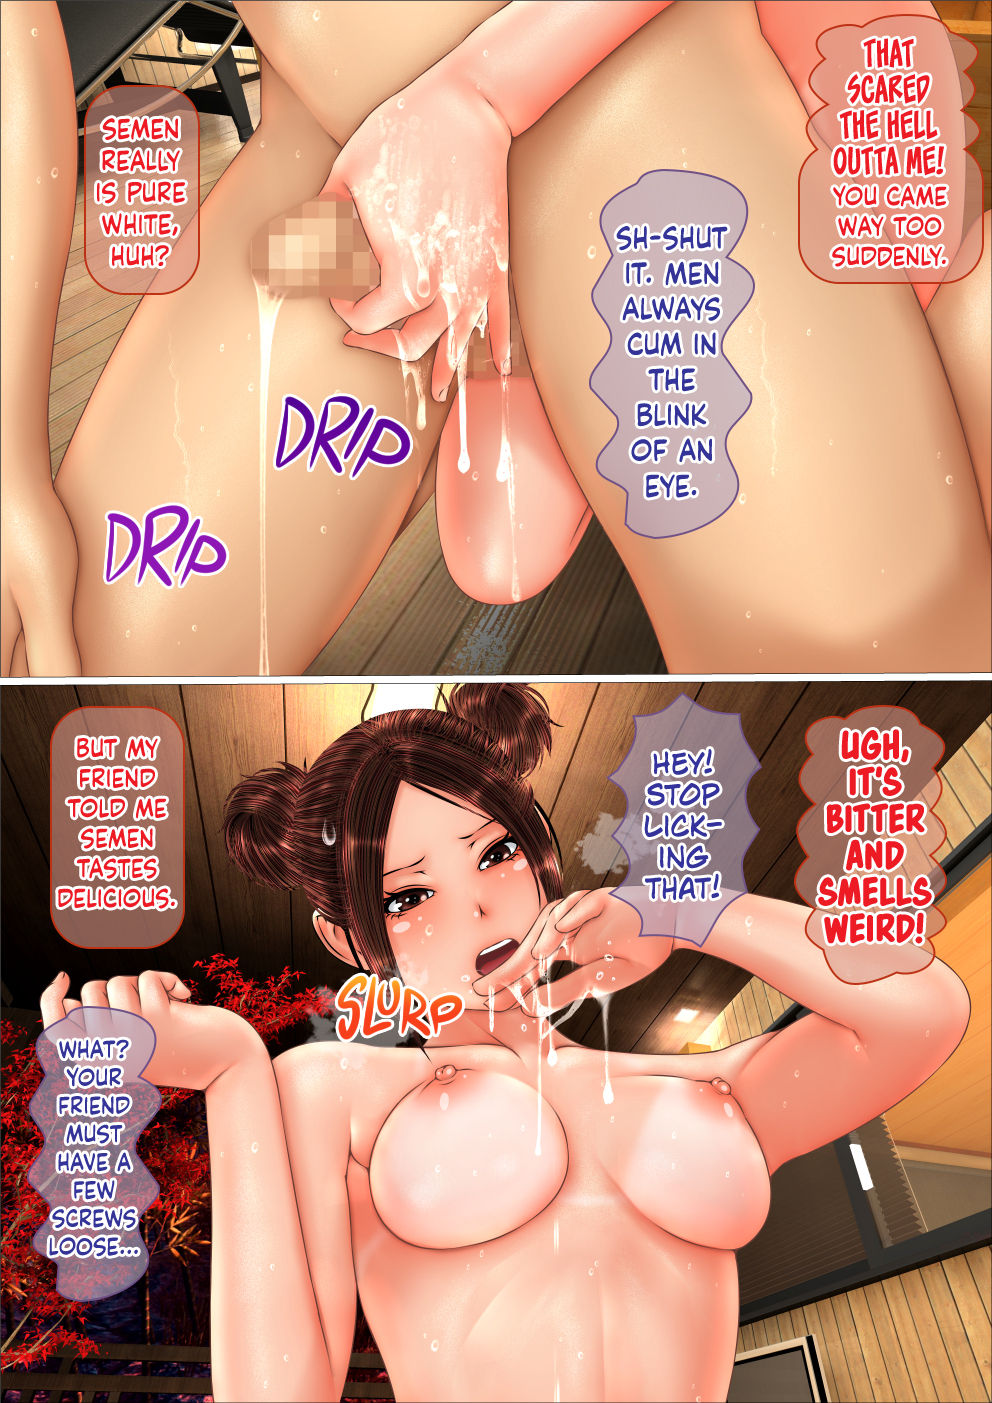 THAT
SCARED
THE HELL
OUTTA ME!
YOU CAME
WAY TOO
SUDDENLY.
SH-SHUT
IT. MEN
ALWAYS
CUM IN
THE
BLINK
OF AN
EYE.
SEMEN
REALLY
IS PURE
WHITE,
HUH?
DRIP
DRIP
UGH,
IT'S
BITTER
AND
SMELLS
WEIRD!
HEY!
STOP
LICK-
ING
THAT!
BUT MY
FRIEND
TOLD ME
SEMEN
TASTES
DELICIOUS.
SLURP
WHAT?
YOUR
FRIEND
MUST
HAVE A
FEW
SCREWS
LOOSE...